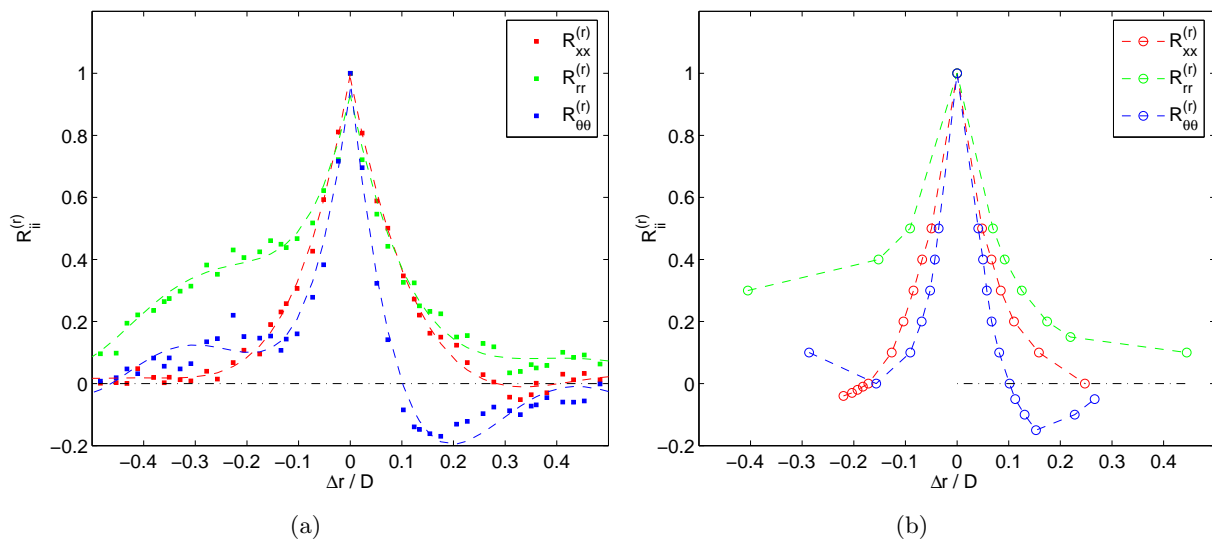 R_xx^(r)
R_rr^(r)
R_θθ^(r)
1
0.8
0.6
0.4
0.2
0
−0.2
R_ii^(r)
−0.5 −0.4 −0.3 −0.2 −0.1 0 0.1 0.2 0.3 0.4
Δr / D
(a)
R_xx^(r)
R_rr^(r)
R_θθ^(r)
1
0.8
0.6
0.4
0.2
0
−0.2
R_ii^(r)
−0.4 −0.3 −0.2 −0.1 0 0.1 0.2 0.3 0.4
Δr / D
(b)